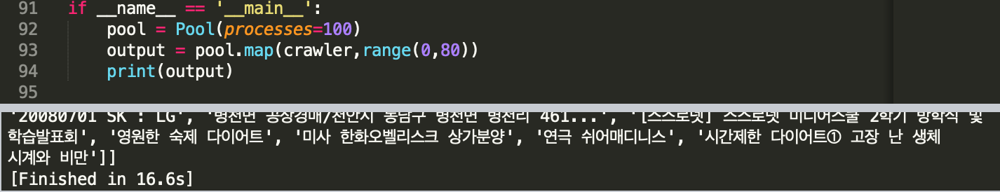 91 if __name__ == '__main__':
92 pool = Pool(processes=100)
93 output = pool.map(crawler,range(0,80))
94 print(output)
95
'20080701 SK : LG', '병천면 공장경매/천안시 동남구 병천면 병천리 461...', '[스스로넷] 스스로넷 미디어스쿨 2학기 방학식 및
학습발표회', '영원한 숙제 다이어트', '미사 한화오벨리스크 상가분양', '연극 쉬어매디니스', '시간제한 다이어트① 고장 난 생체
시계와 비만']]
[Finished in 16.6s]